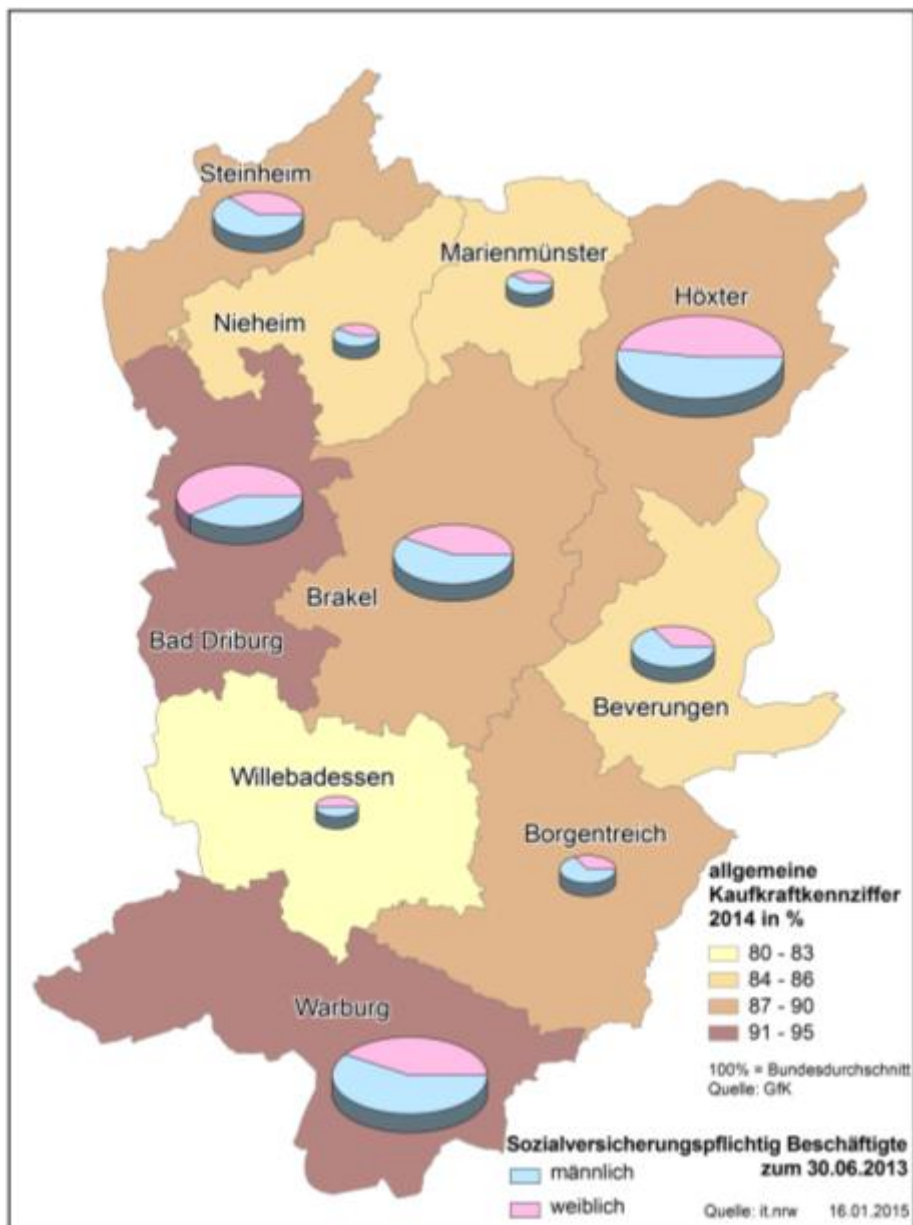 Steinheim
Marienmünster
Höxter
Nieheim
Brakel
Bad Driburg
Beverungen
Willebadessen
Borgentreich
Warburg
allgemeine
Kaufkraftkennziffer
2014 in %
80 - 83
84 - 86
87 - 90
91 - 95
100% = Bundesdurchschnitt
Quelle: GfK
Sozialversicherungspflichtig Beschäftigte
zum 30.06.2013
männlich
weiblich
Quelle: it.nrw 16.01.2015